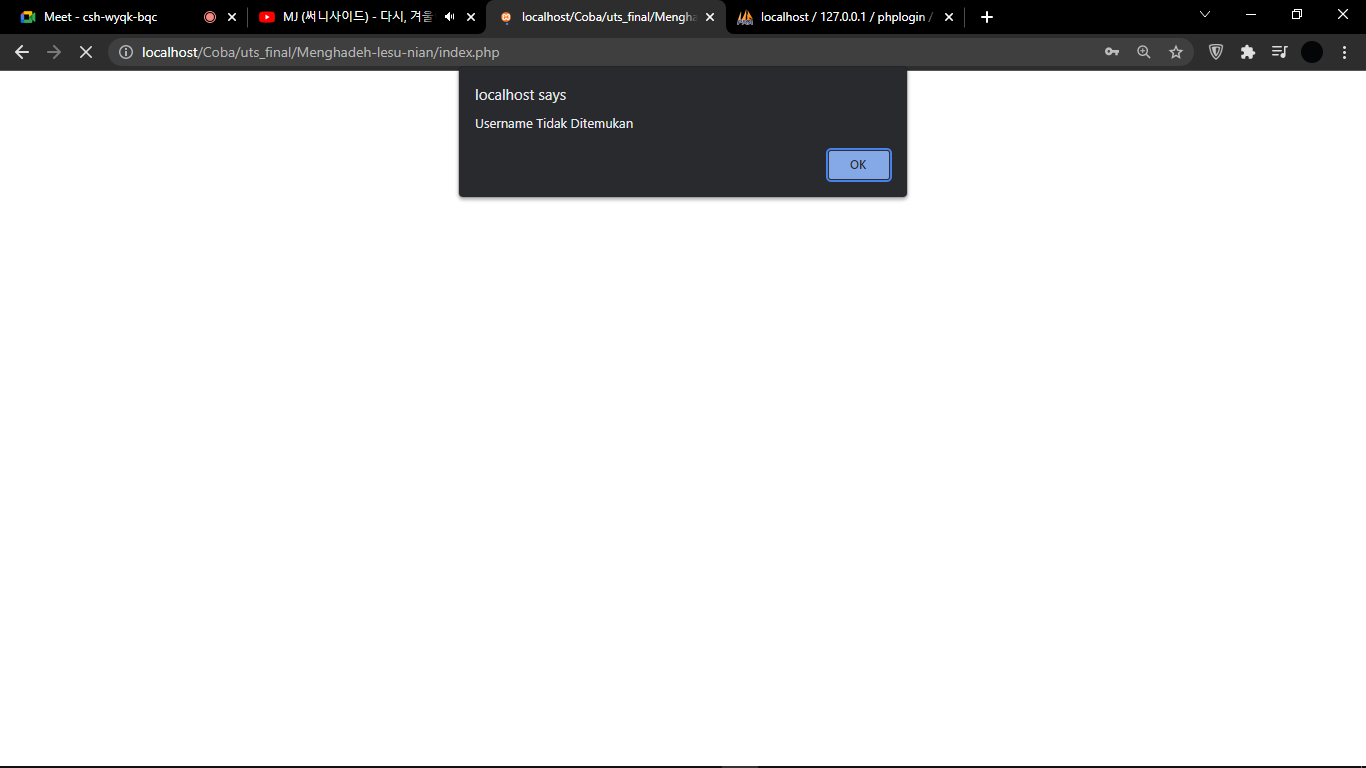 Meet - csh-wyqk-bqc
MJ (써니사이드) - 다시, 겨울
localhost/Coba/uts_final/Mengha
localhost / 127.0.0.1 / phplogin /
localhost/Coba/uts_final/Menghadeh-lesu-nian/index.php
localhost says
Username Tidak Ditemukan
OK